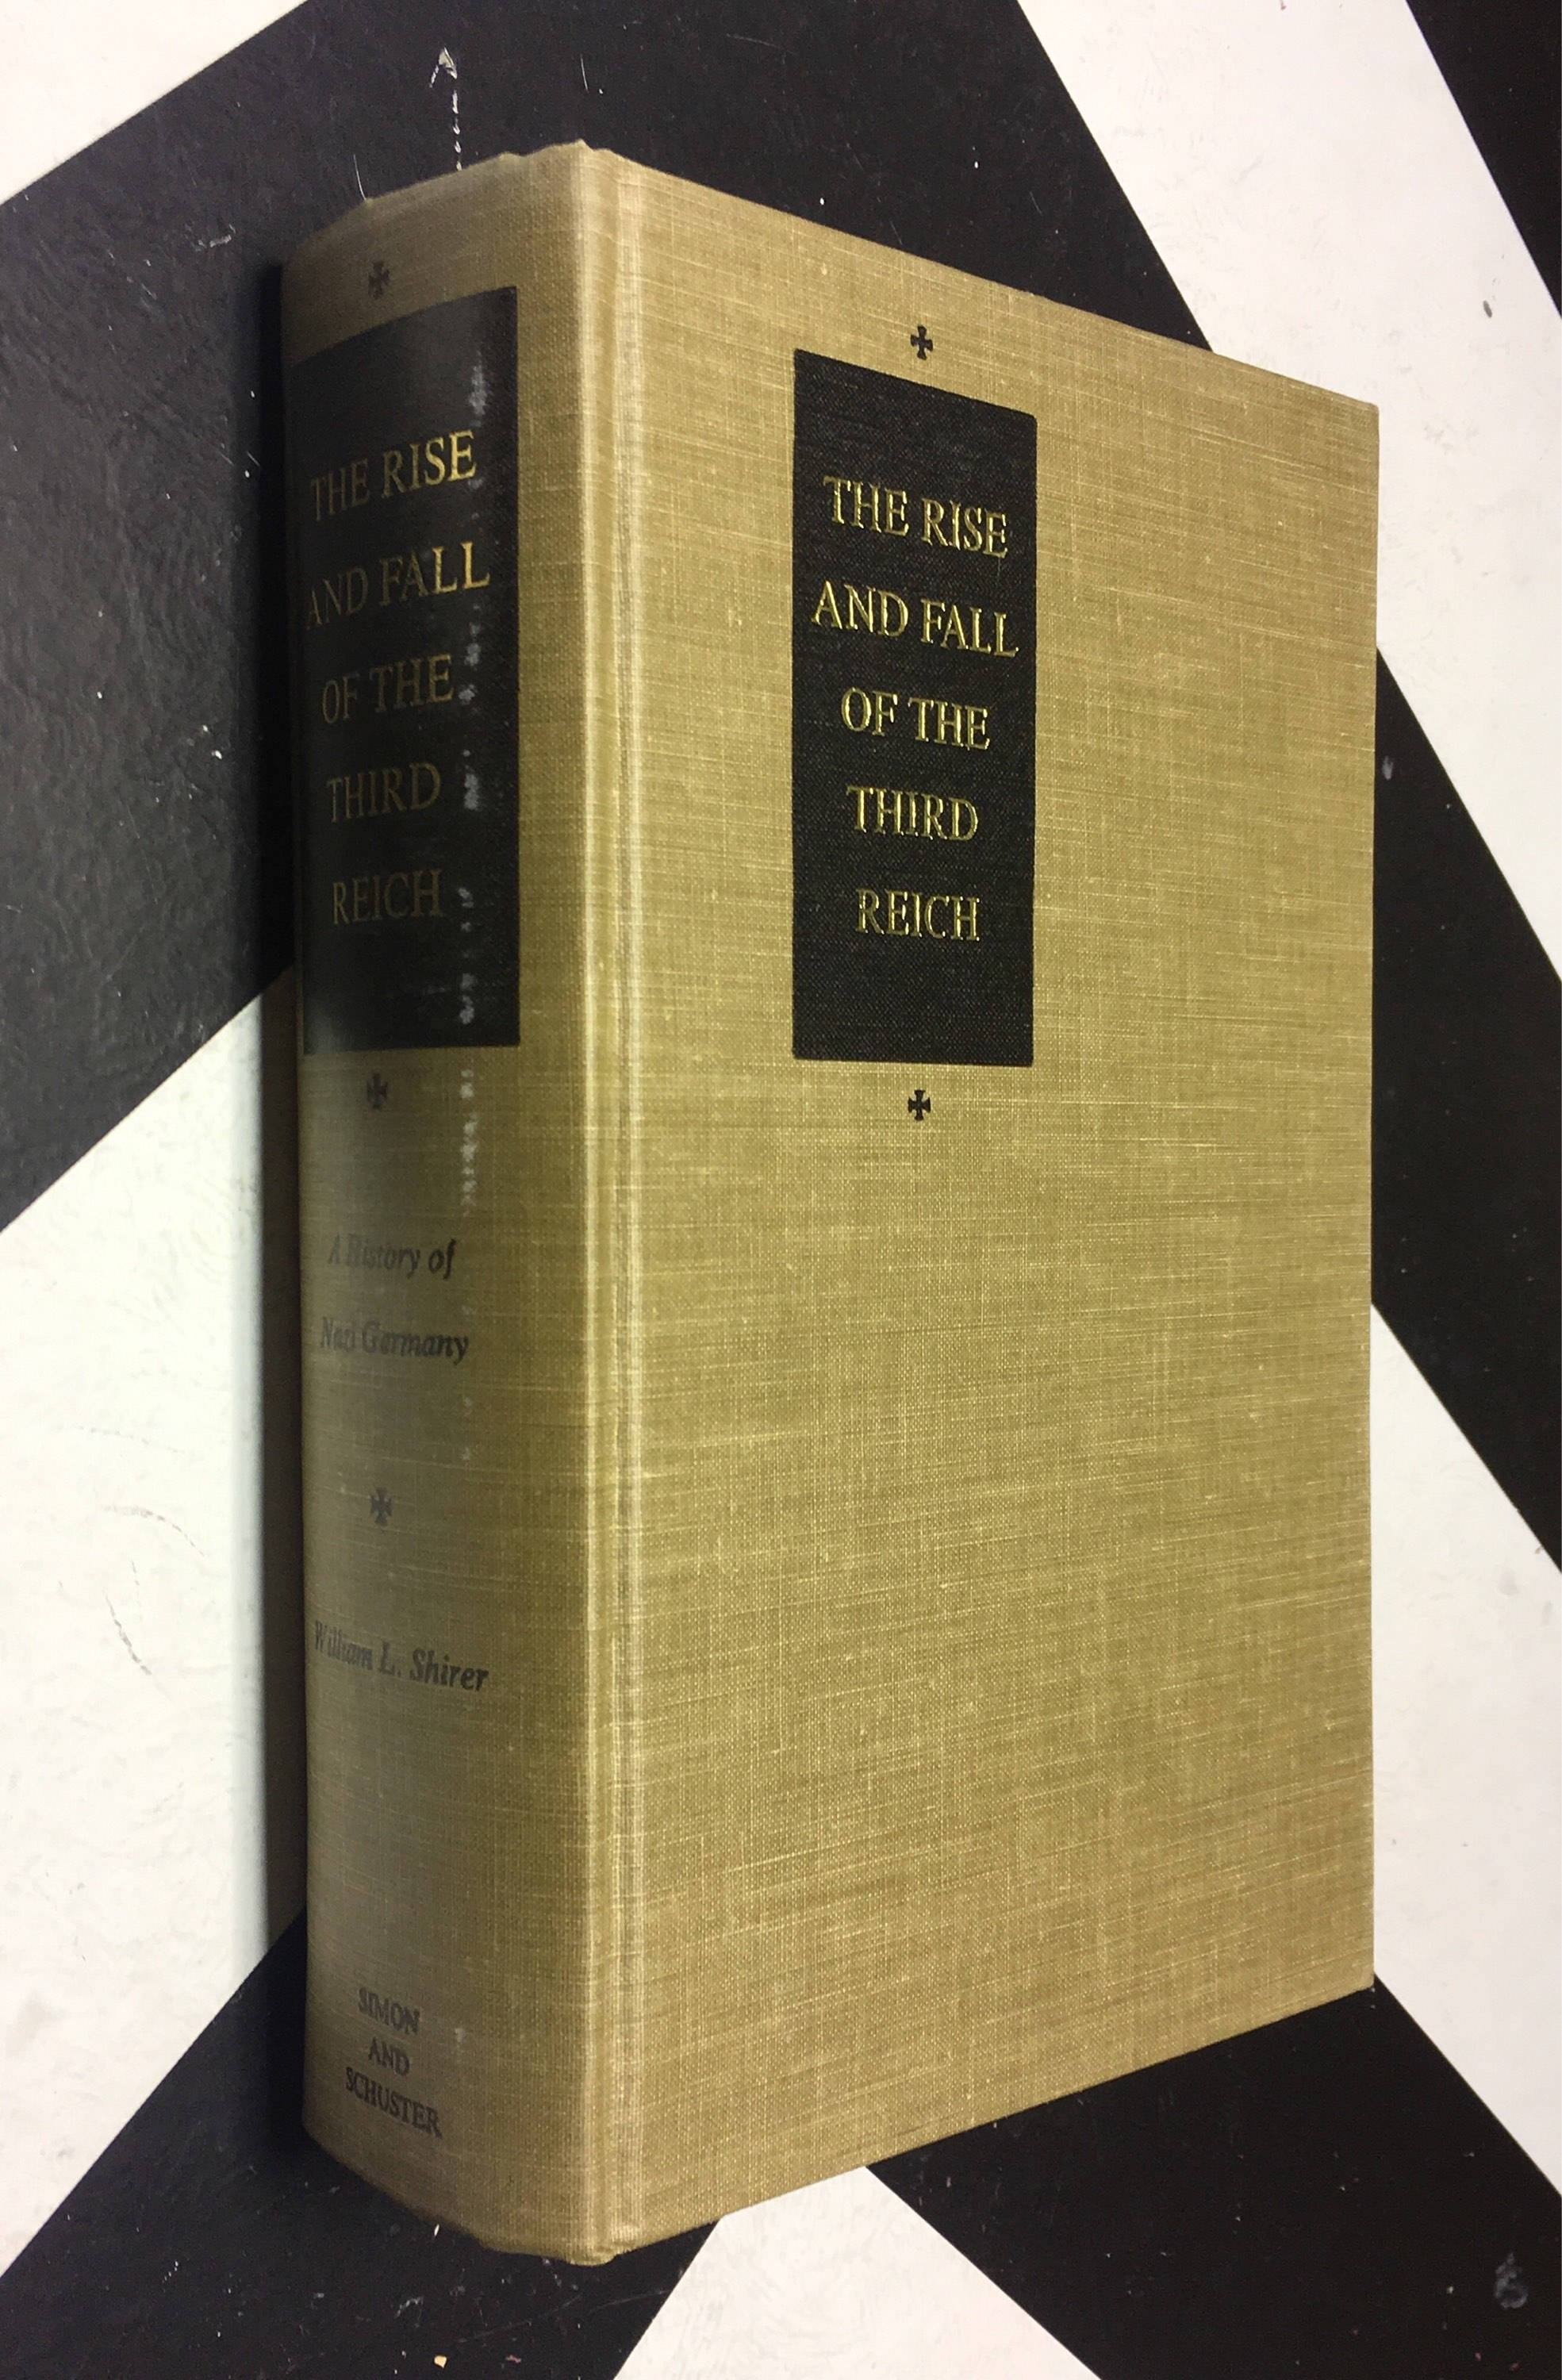 THE RISE
AND FALL
OF THE
THIRD
REICH
A History of
Nazi Germany
William L. Shirer
SIMON
AND
SCHUSTER
THE RISE
AND FALL
OF THE
THIRD
REICH